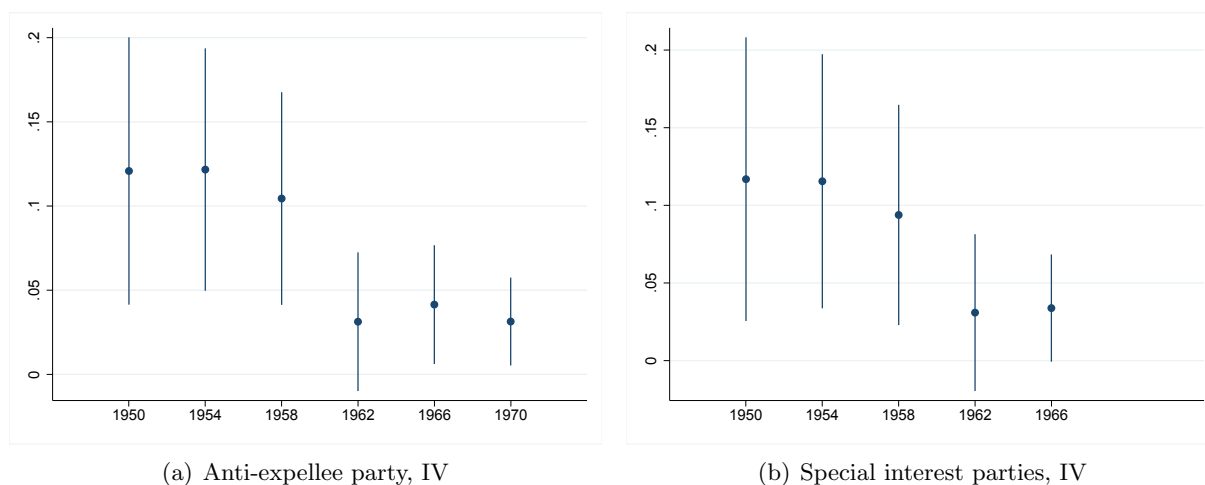 .2
.15
.1
.05
0
1950 1954 1958 1962 1966 1970
(a) Anti-expellee party, IV
.2
.15
.1
.05
0
1950 1954 1958 1962 1966
(b) Special interest parties, IV